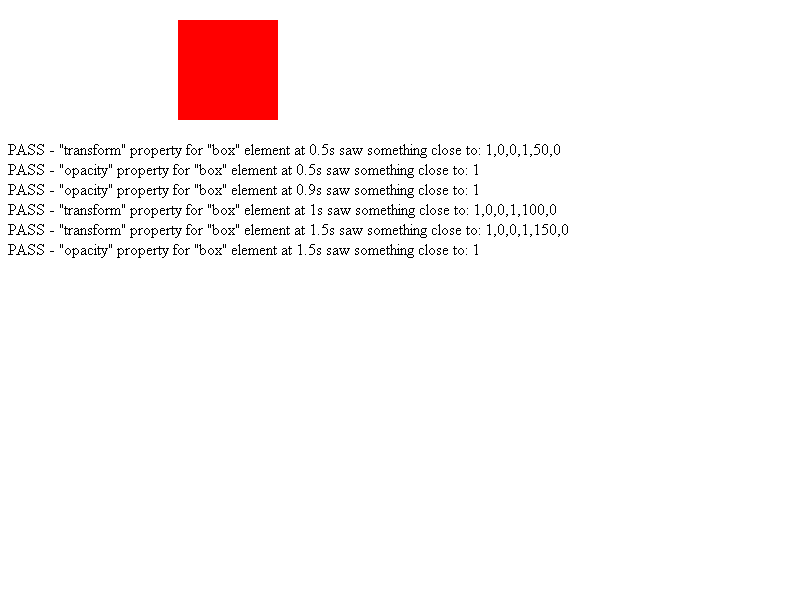 PASS - "transform" property for "box" element at 0.5s saw something close to: 1,0,0,1,50,0
PASS - "opacity" property for "box" element at 0.5s saw something close to: 1
PASS - "opacity" property for "box" element at 0.9s saw something close to: 1
PASS - "transform" property for "box" element at 1s saw something close to: 1,0,0,1,100,0
PASS - "transform" property for "box" element at 1.5s saw something close to: 1,0,0,1,150,0
PASS - "opacity" property for "box" element at 1.5s saw something close to: 1